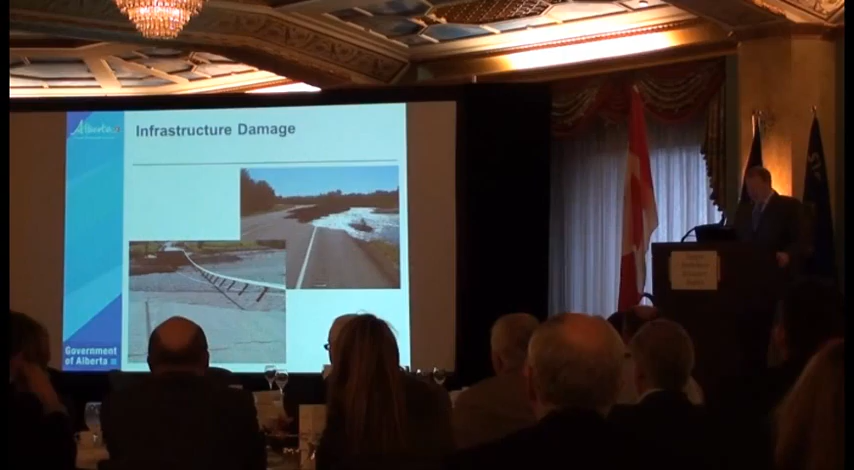 Alberta
Infrastructure Damage
Government
of Alberta